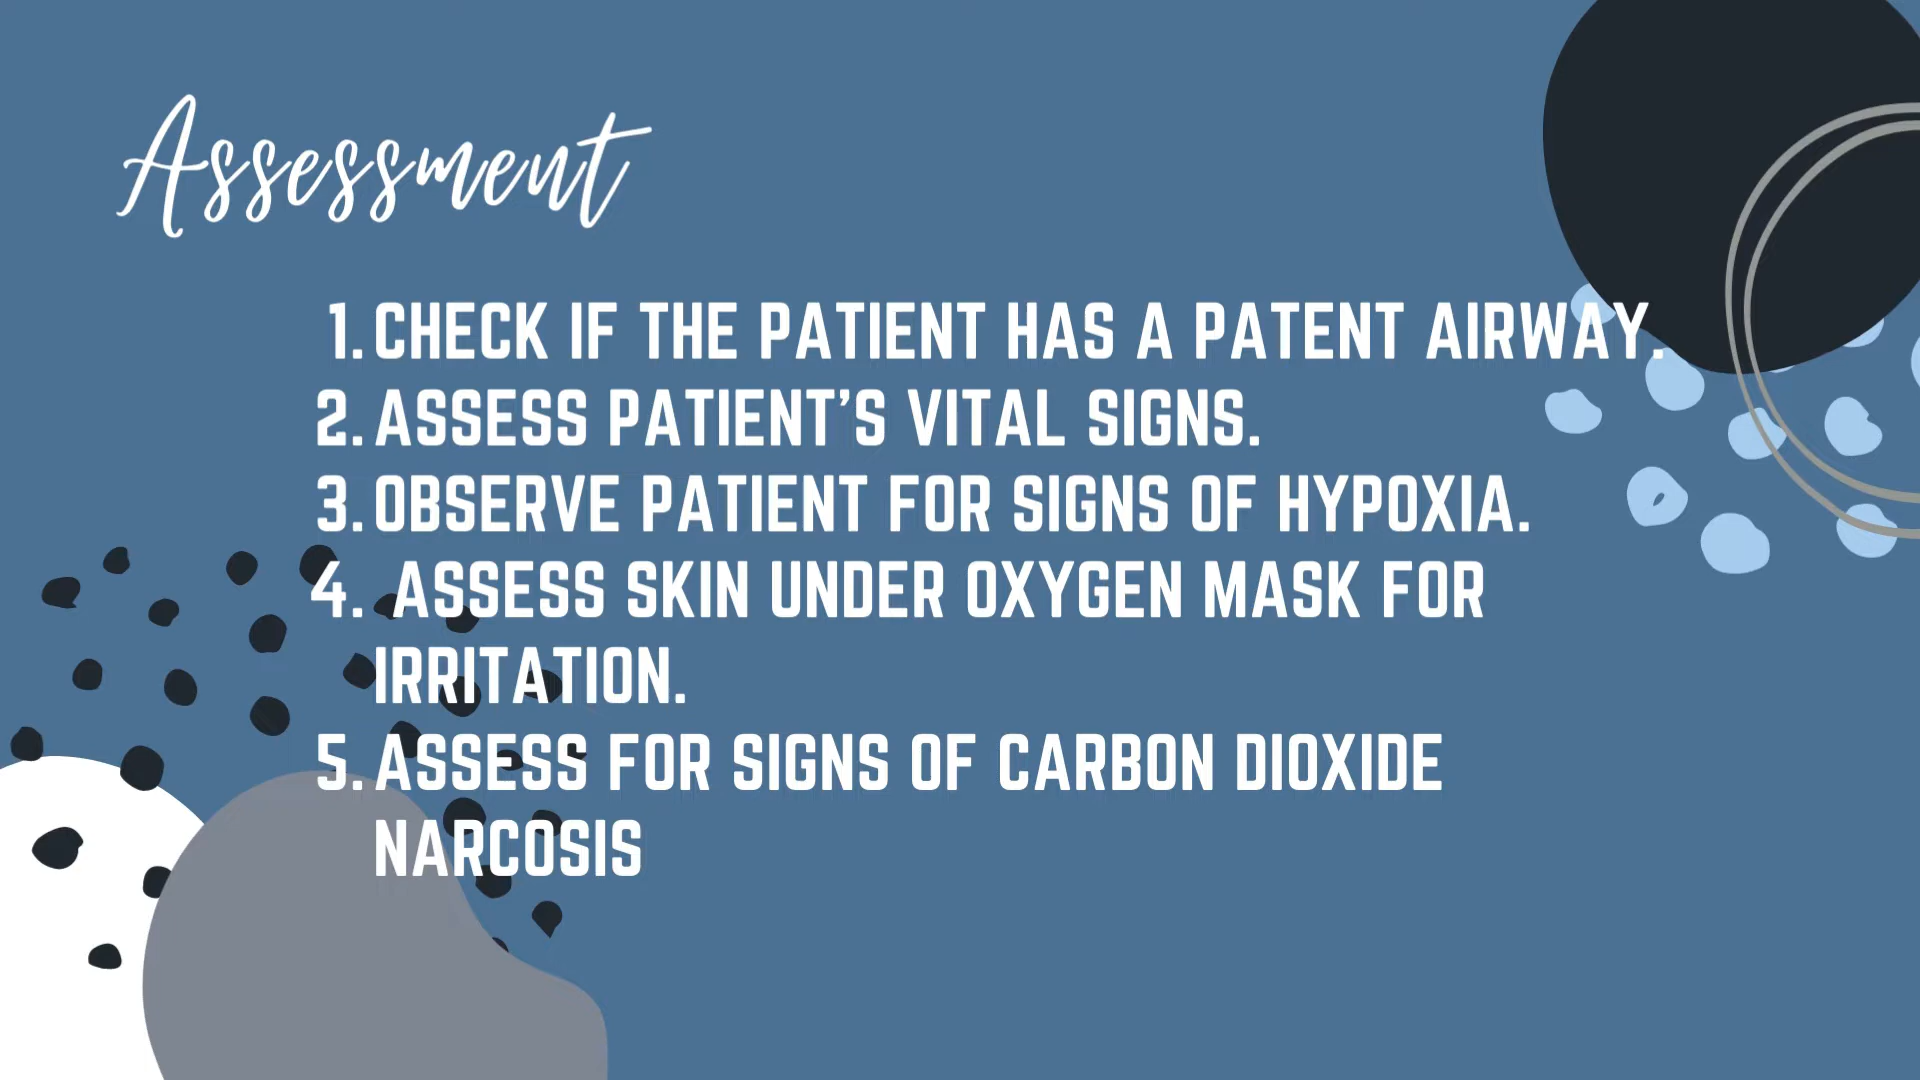 Assessment
1. CHECK IF THE PATIENT HAS A PATENT AIRWAY.
2. ASSESS PATIENT'S VITAL SIGNS.
3. OBSERVE PATIENT FOR SIGNS OF HYPOXIA.
4. ASSESS SKIN UNDER OXYGEN MASK FOR
IRRITATION.
5. ASSESS FOR SIGNS OF CARBON DIOXIDE
NARCOSIS